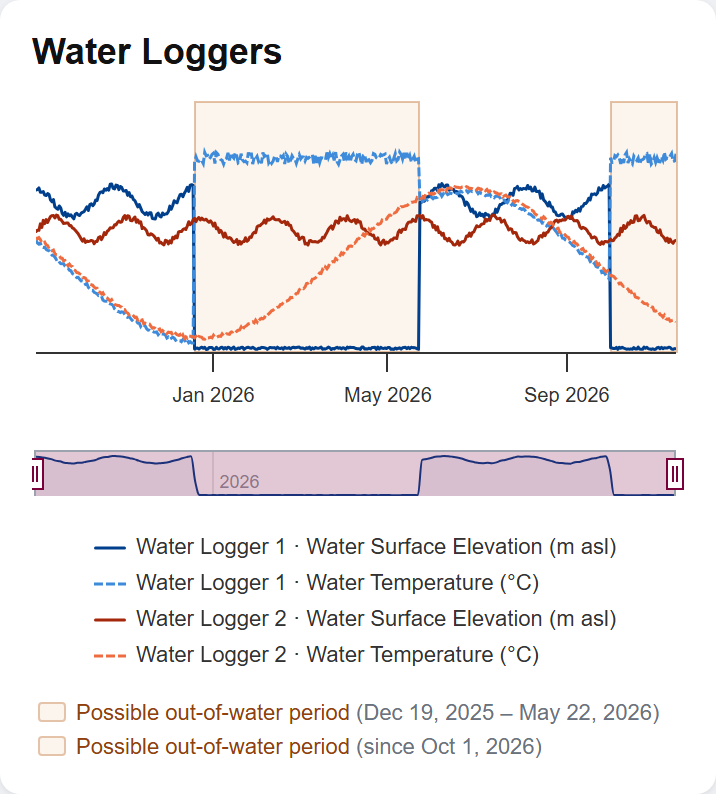 Water Loggers
Jan 2026 May 2026 Sep 2026
2026
Water Logger 1 · Water Surface Elevation (m asl)
Water Logger 1 · Water Temperature (°C)
Water Logger 2 · Water Surface Elevation (m asl)
Water Logger 2 · Water Temperature (°C)
Possible out-of-water period (Dec 19, 2025 – May 22, 2026)
Possible out-of-water period (since Oct 1, 2026)